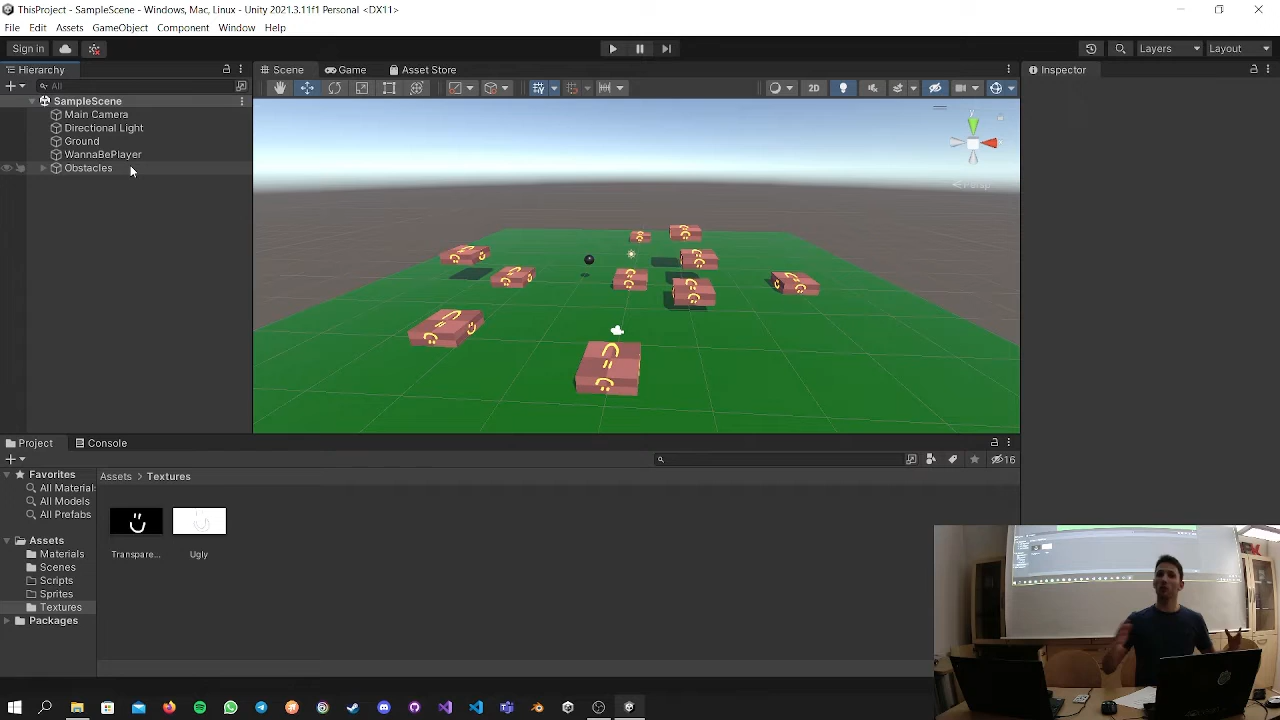 ThisProject - SampleScene - Windows, Mac, Linux - Unity 2021.3.11f1 Personal <DX11>
File Edit Assets GameObject Component Window Help
Sign in
Layers Layout
Hierarchy
Scene Game Asset Store
Inspector
All
2D
SampleScene
Main Camera
Directional Light
Ground
WannaBePlayer
Obstacles
y
Persp
Project Console
16
Favorites
All Material
All Models
All Prefabs
Assets
Materials
Scenes
Scripts
Sprites
Textures
Packages
Assets > Textures
Transpare...
Ugly